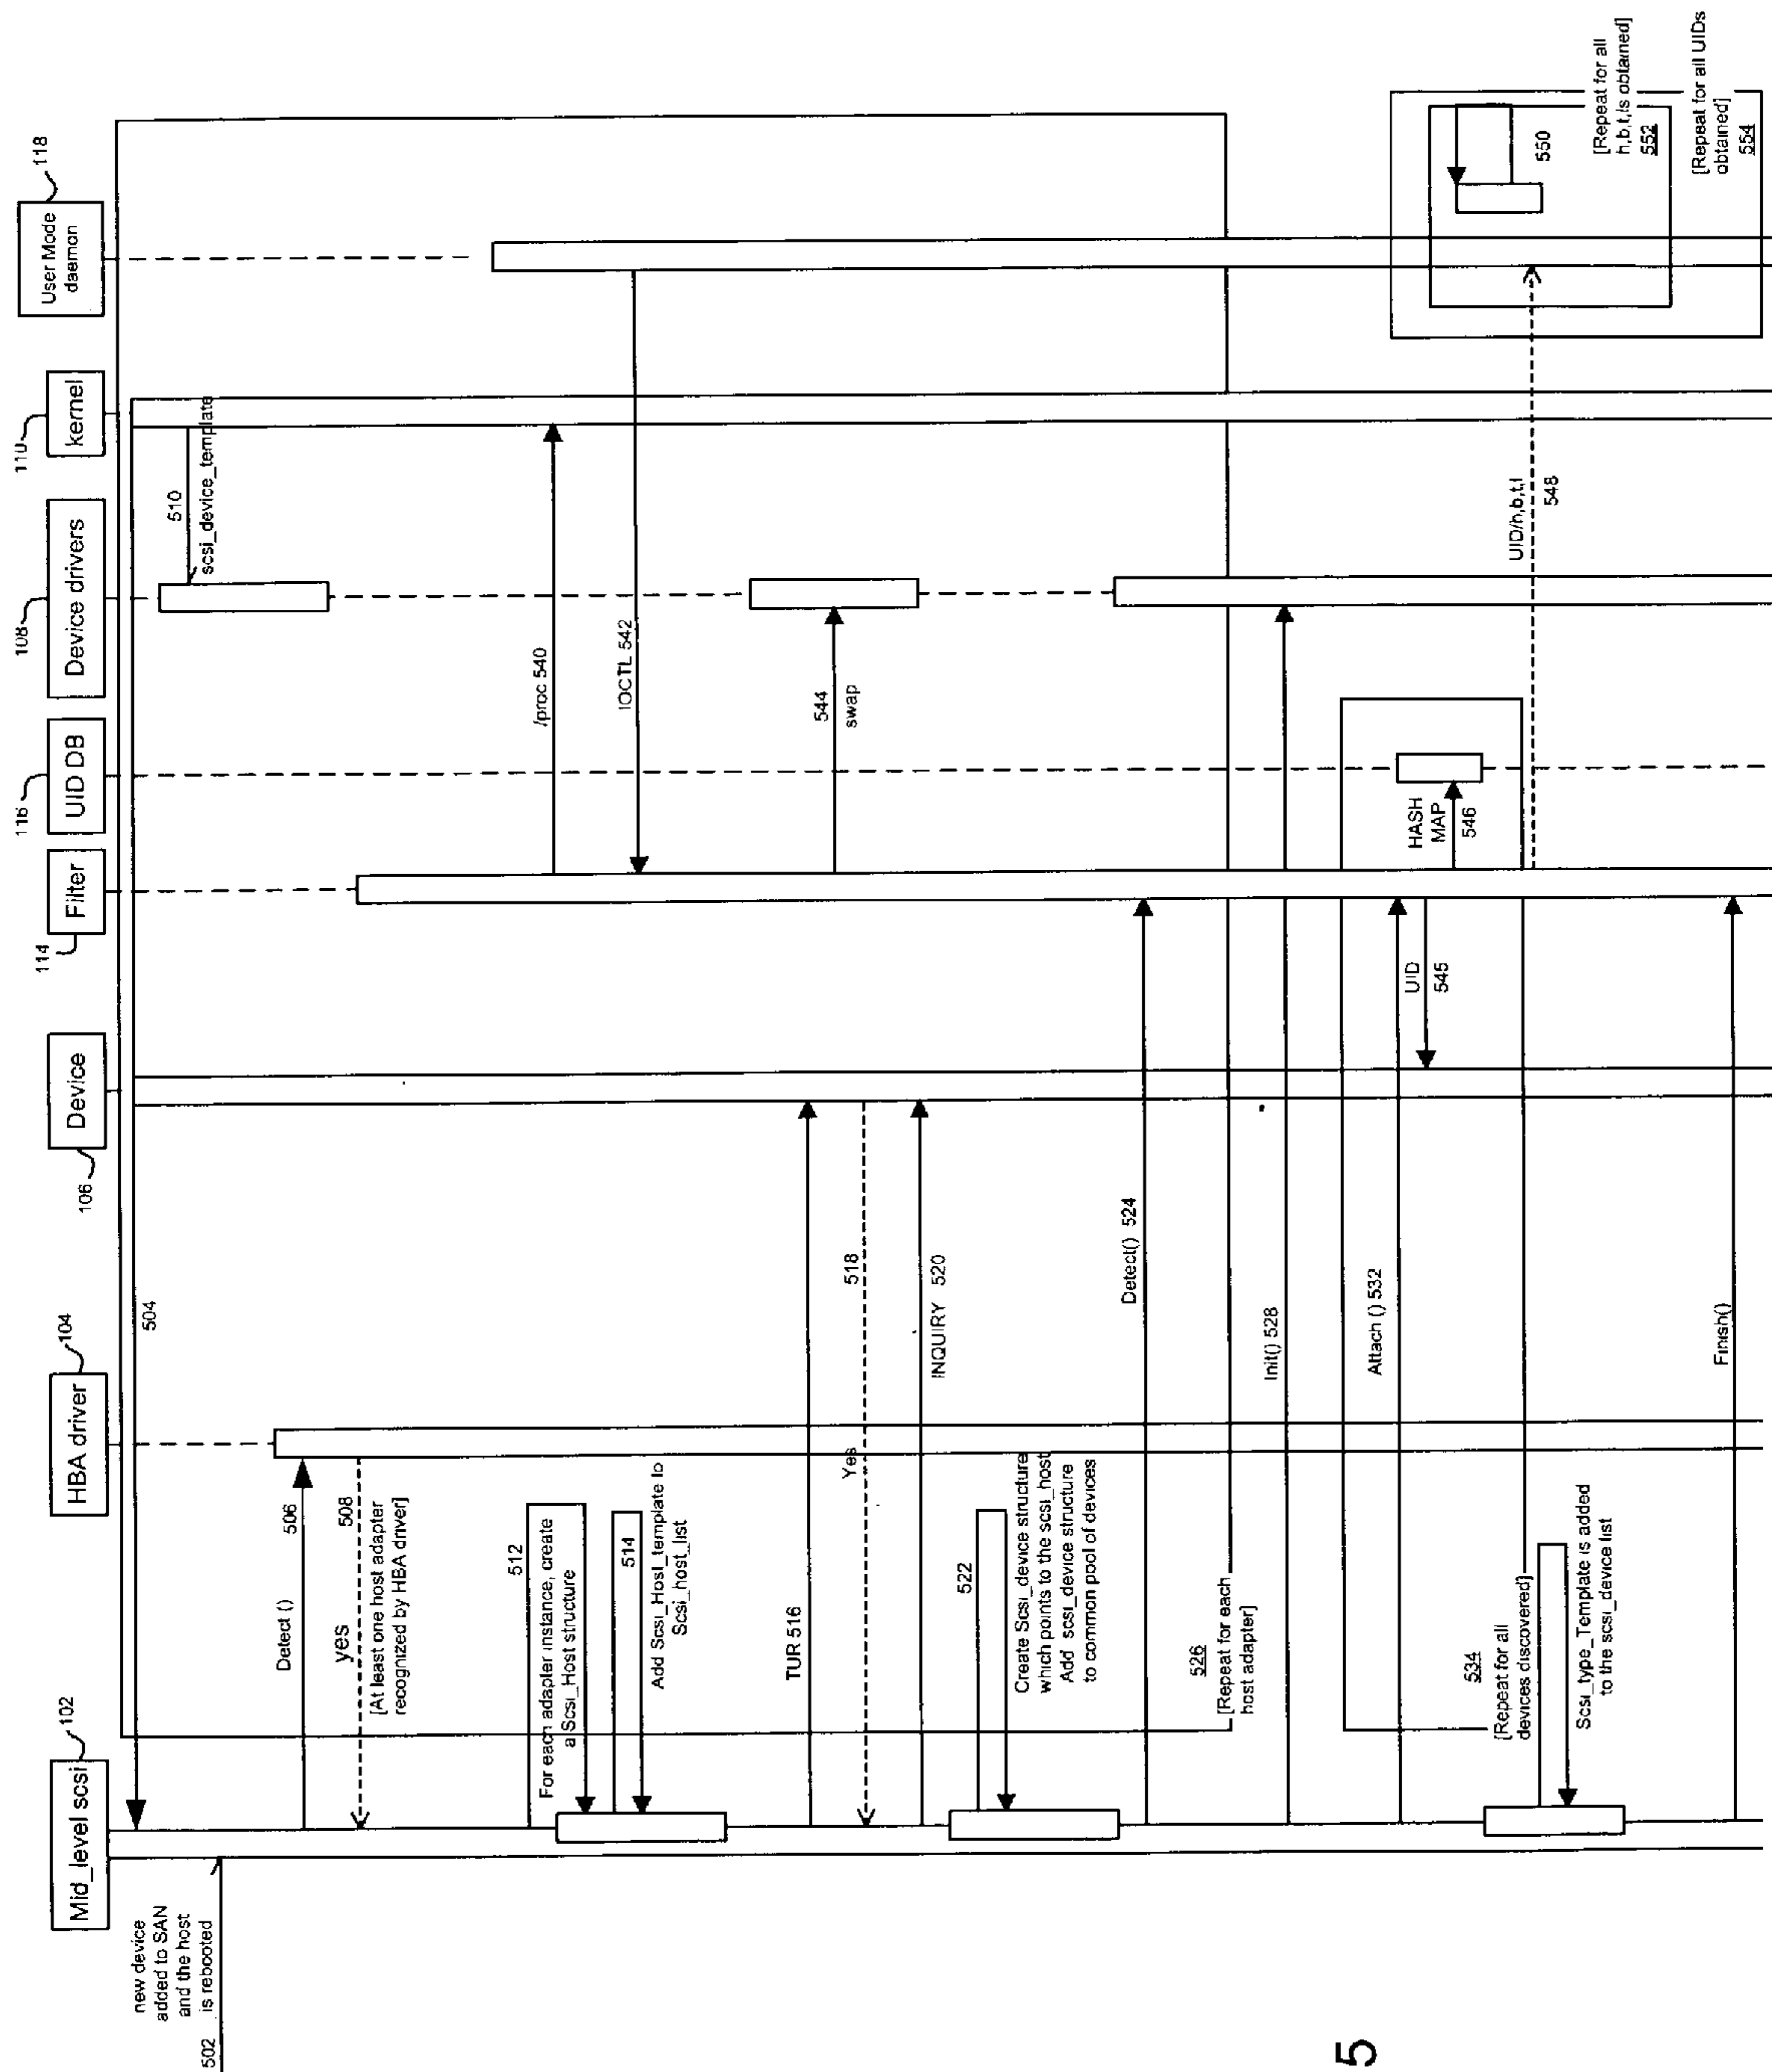 new device
added to SAN
and the host
is rebooted
502
Mid_level scsi
102
HBA driver
104
Device
106
Filter
114
UID DB
116
Device drivers
108
kernel
110
User Mode
daemon
118
504
510
scsi_device_template
Detect ()
506
yes
508
[At least one host adapter
recognized by HBA driver]
512
For each adapter instance, create
a Scsi_Host structure
514
Add Scsi_Host_template to
Scsi_host_list
/proc 540
IOCTL 542
TUR 516
544
swap
Yes
518
INQUIRY 520
522
Create Scsi_device structure
which points to the scsi_host
Add scsi_device structure
to common pool of devices
Detect() 524
526
[Repeat for each
host adapter]
Init() 528
Attach () 532
UID
545
HASH
MAP
546
534
[Repeat for all
devices discovered]
UID/h,b,t,l
548
550
[Repeat for all
h,b,t,ls obtained]
552
[Repeat for all UIDs
obtained]
554
Scsi_type_Template is added
to the scsi_device list
Finish()
5